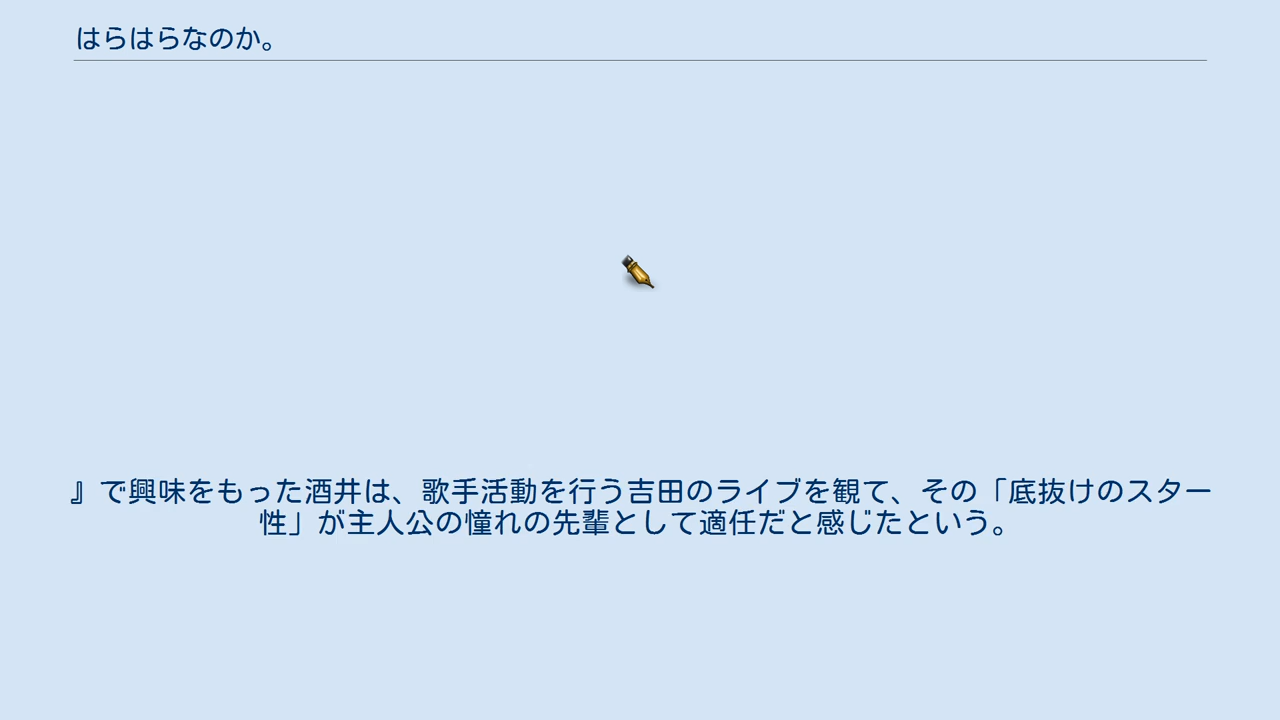 はらはらなのか。
』で興味をもった酒井は、歌手活動を行う吉田のライブを観て、その「底抜けのスター
性」が主人公の憧れの先輩として適任だと感じたという。